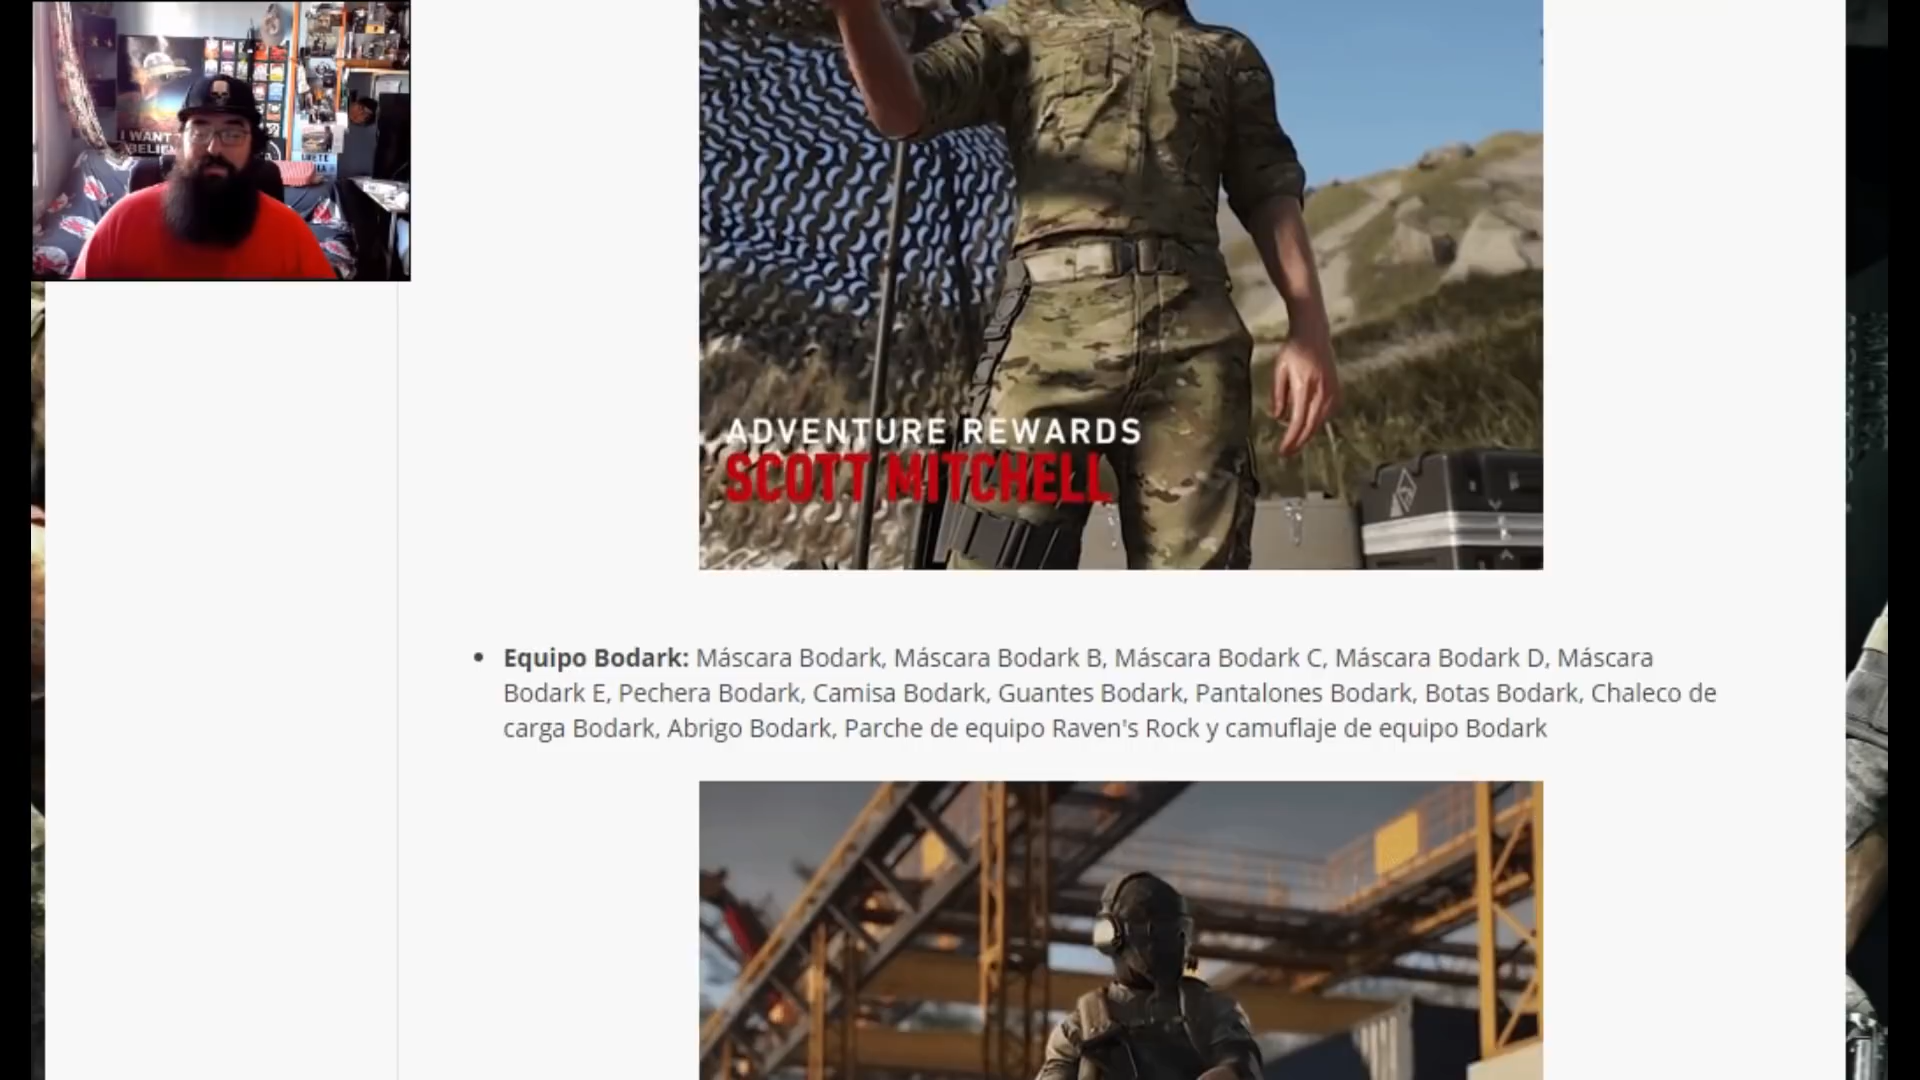 I WANT
BELIE
ADVENTURE REWARDS
SCOTT MITCHELL
• Equipo Bodark: Máscara Bodark, Máscara Bodark B, Máscara Bodark C, Máscara Bodark D, Máscara
Bodark E, Pechera Bodark, Camisa Bodark, Guantes Bodark, Pantalones Bodark, Botas Bodark, Chaleco de
carga Bodark, Abrigo Bodark, Parche de equipo Raven's Rock y camuflaje de equipo Bodark